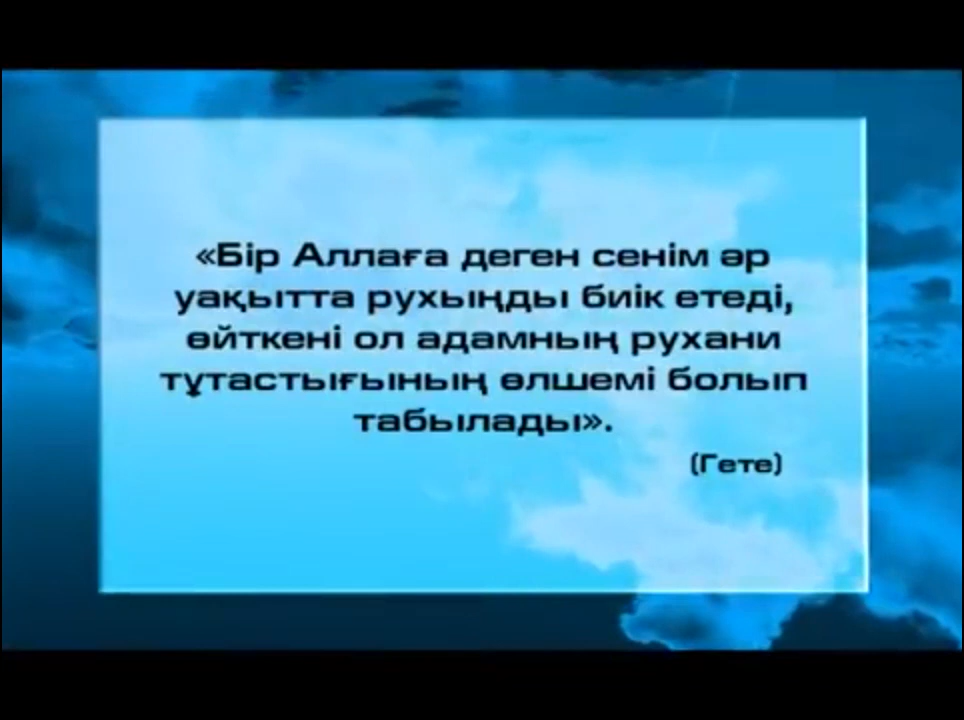 «Бір Аллаға деген сенім әр
уақытта рухыңды биік етеді,
өйткені ол адамның рухани
тұтастығының өлшемі болып
табылады».
(Гете)